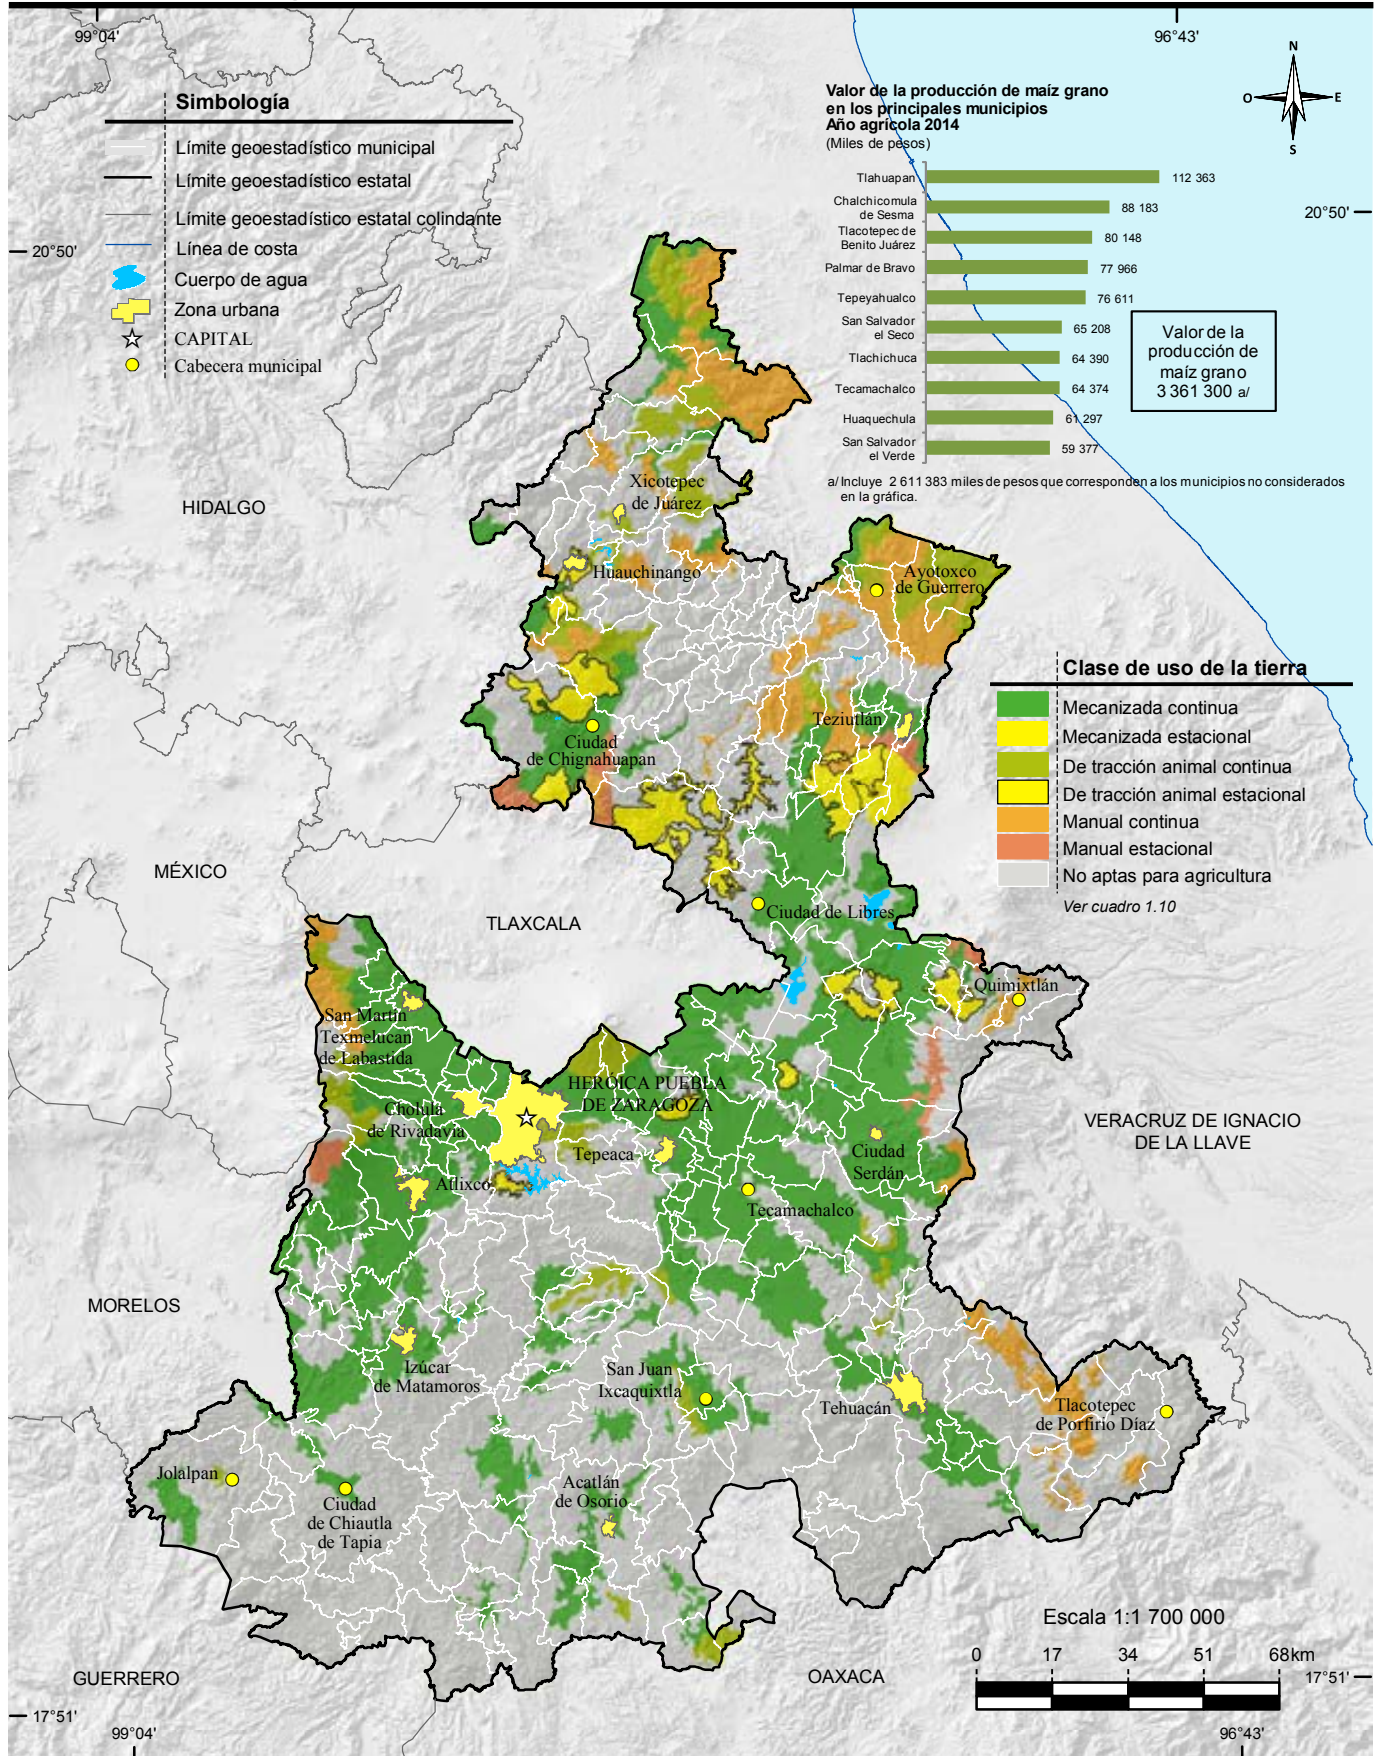 99°04'
96°43'
N
O
E
S
Simbología
Límite geoestadístico municipal
Límite geoestadístico estatal
Límite geoestadístico estatal colindante
Línea de costa
Cuerpo de agua
Zona urbana
CAPITAL
Cabecera municipal
20°50'
20°50'
Valor de la producción de maíz grano
en los principales municipios
Año agrícola 2014
(Miles de pesos)
Tlahuapan
112 363
Chalchicomula
de Sesma
88 183
Tlacotepec de
Benito Juárez
80 148
Palmar de Bravo
77 966
Tepeyahualco
76 611
San Salvador
el Seco
65 208
Tlachichuca
64 390
Tecamachalco
64 374
Huaquechula
61 297
San Salvador
el Verde
59 377
Valor de la
producción de
maíz grano
3 361 300 a/
a/ Incluye 2 611 383 miles de pesos que corresponden a los municipios no considerados
en la gráfica.
HIDALGO
Xicotepec
de Juárez
Huauchinango
Ayotoxco
de Guerrero
Clase de uso de la tierra
Mecanizada continua
Mecanizada estacional
De tracción animal continua
De tracción animal estacional
Manual continua
Manual estacional
No aptas para agricultura
Ver cuadro 1.10
Teziutlán
Ciudad
de Chignahuapan
MÉXICO
TLAXCALA
Ciudad de Libres
Quimixtlán
San Martín
Texmelucan
de Labastida
HERÓICA PUEBLA
DE ZARAGOZA
Cholula
de Rivadavia
Tepeaca
Ciudad
Serdán
VERACRUZ DE IGNACIO
DE LA LLAVE
Atlixco
Tecamachalco
MORELOS
Izúcar
de Matamoros
San Juan
Ixcaquixtla
Tehuacán
Tlacotepec
de Porfirio Díaz
Jolalpan
Ciudad
de Chiautla
de Tapia
Acatlán
de Osorio
GUERRERO
OAXACA
Escala 1:1 700 000
0
17
34
51
68km
17°51'
17°51'
99°04'
96°43'